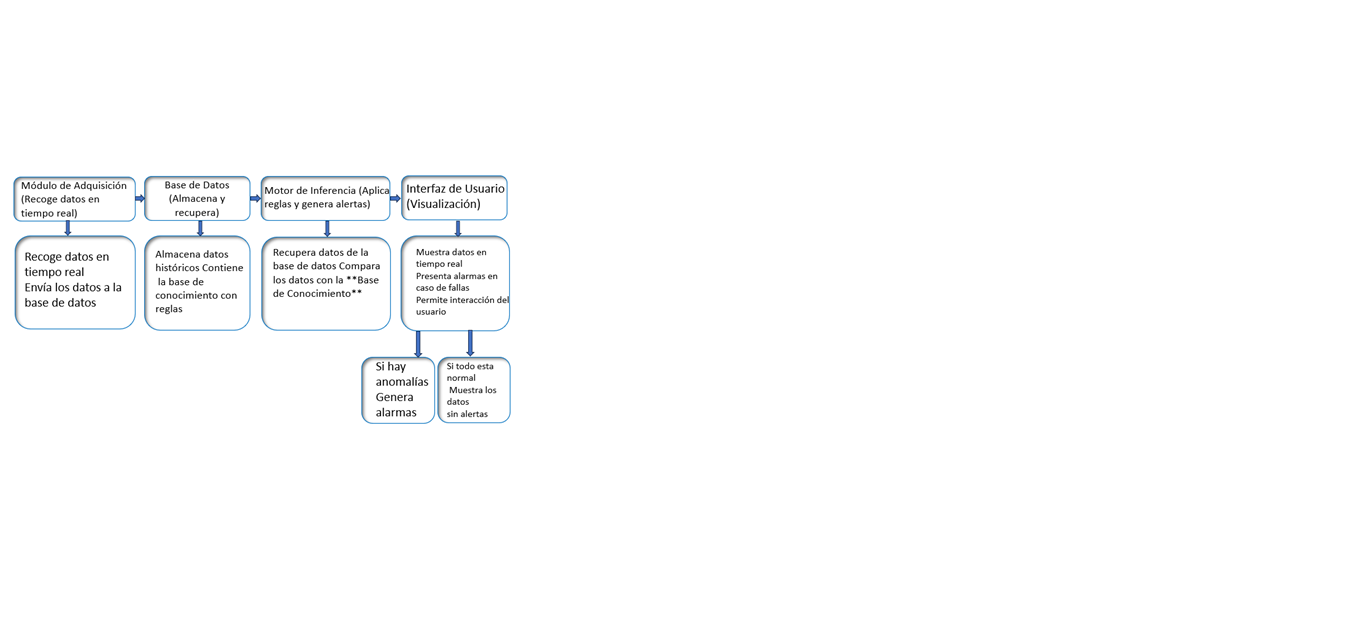 Módulo de Adquisición
(Recoge datos en
tiempo real)
Base de Datos
(Almacena y
recupera)
Motor de Inferencia (Aplica
reglas y genera alertas)
Interfaz de Usuario
(Visualización)
Recoge datos en
tiempo real
Envía los datos a la
base de datos
Almacena datos
históricos Contiene
la base de
conocimiento con
reglas
Recupera datos de la
base de datos Compara
los datos con la **Base
de Conocimiento**
Muestra datos en
tiempo real
Presenta alarmas en
caso de fallas
Permite interacción del
usuario
Si hay
anomalías
Genera
alarmas
Si todo esta
normal
Muestra los
datos
sin alertas